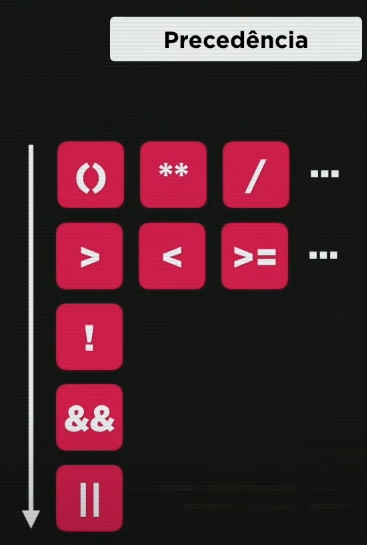 Precedência
() ** / ...
> < >= ...
!
&&
||